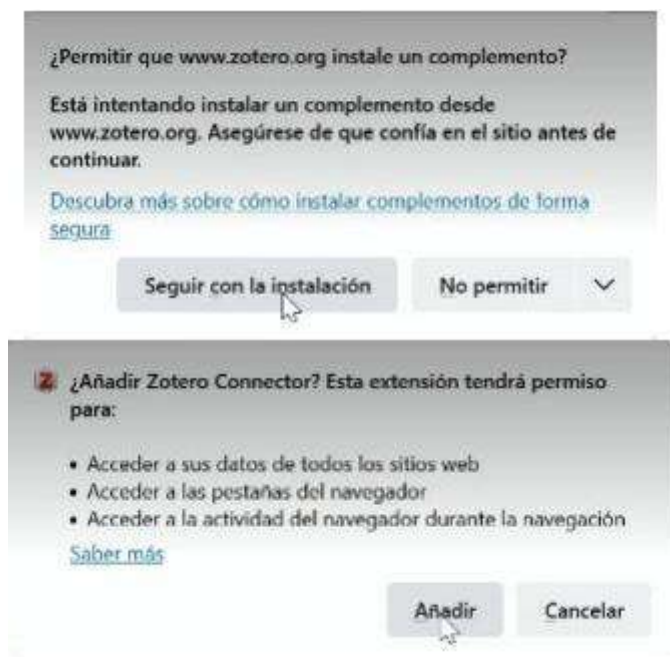 ¿Permitir que www.zotero.org instale un complemento?
Está intentando instalar un complemento desde
www.zotero.org. Asegúrese de que confía en el sitio antes de
continuar.
Descubra más sobre cómo instalar complementos de forma
segura
Seguir con la instalación No permitir
Z ¿Añadir Zotero Connector? Esta extensión tendrá permiso
para:
• Acceder a sus datos de todos los sitios web
• Acceder a las pestañas del navegador
• Acceder a la actividad del navegador durante la navegación
Saber más
Añadir Cancelar